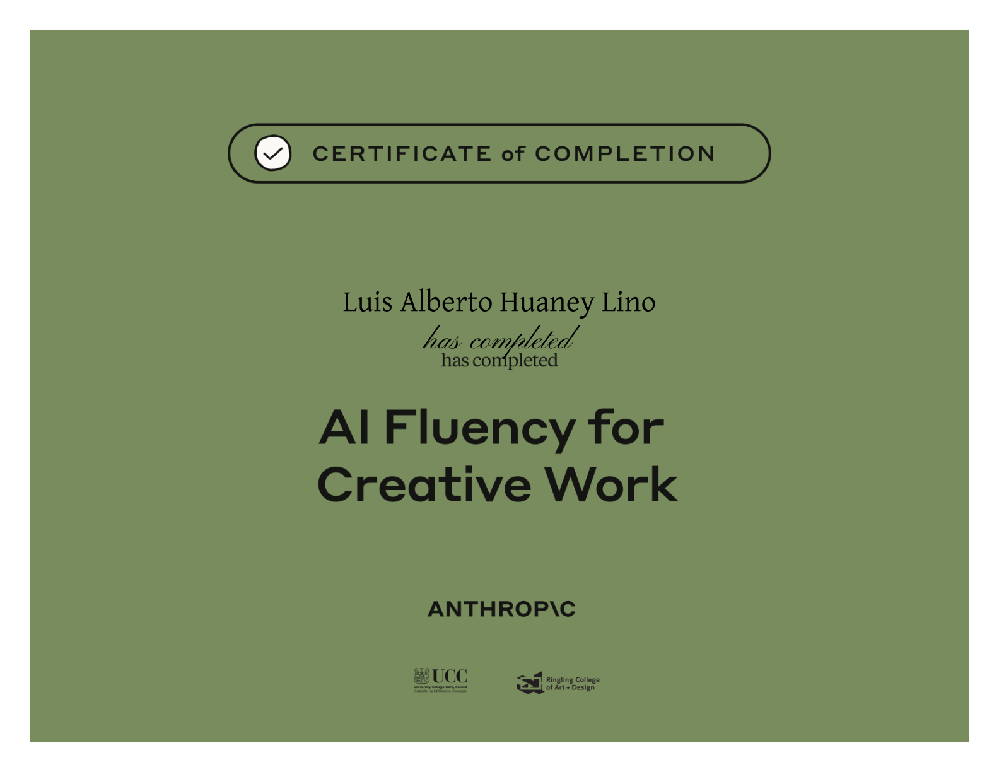 CERTIFICATE of COMPLETION
Luis Alberto Huaney Lino
has completed
has completed
AI Fluency for
Creative Work
ANTHROP\C
UCC
University College Cork, Ireland
Coláiste na hOllscoile Corcaigh
Ringling College
of Art + Design